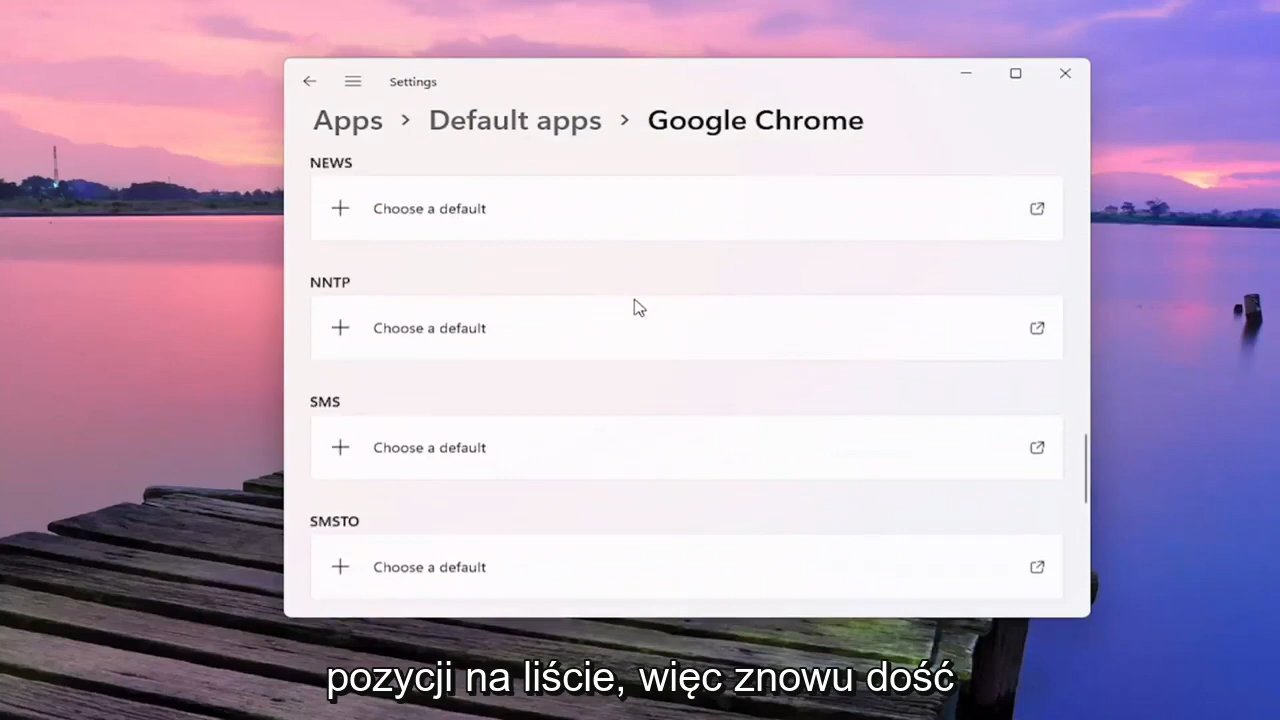 Settings
Apps > Default apps > Google Chrome
NEWS
Choose a default
NNTP
Choose a default
SMS
Choose a default
SMSTO
Choose a default
pozycji na liście, więc znowu dość